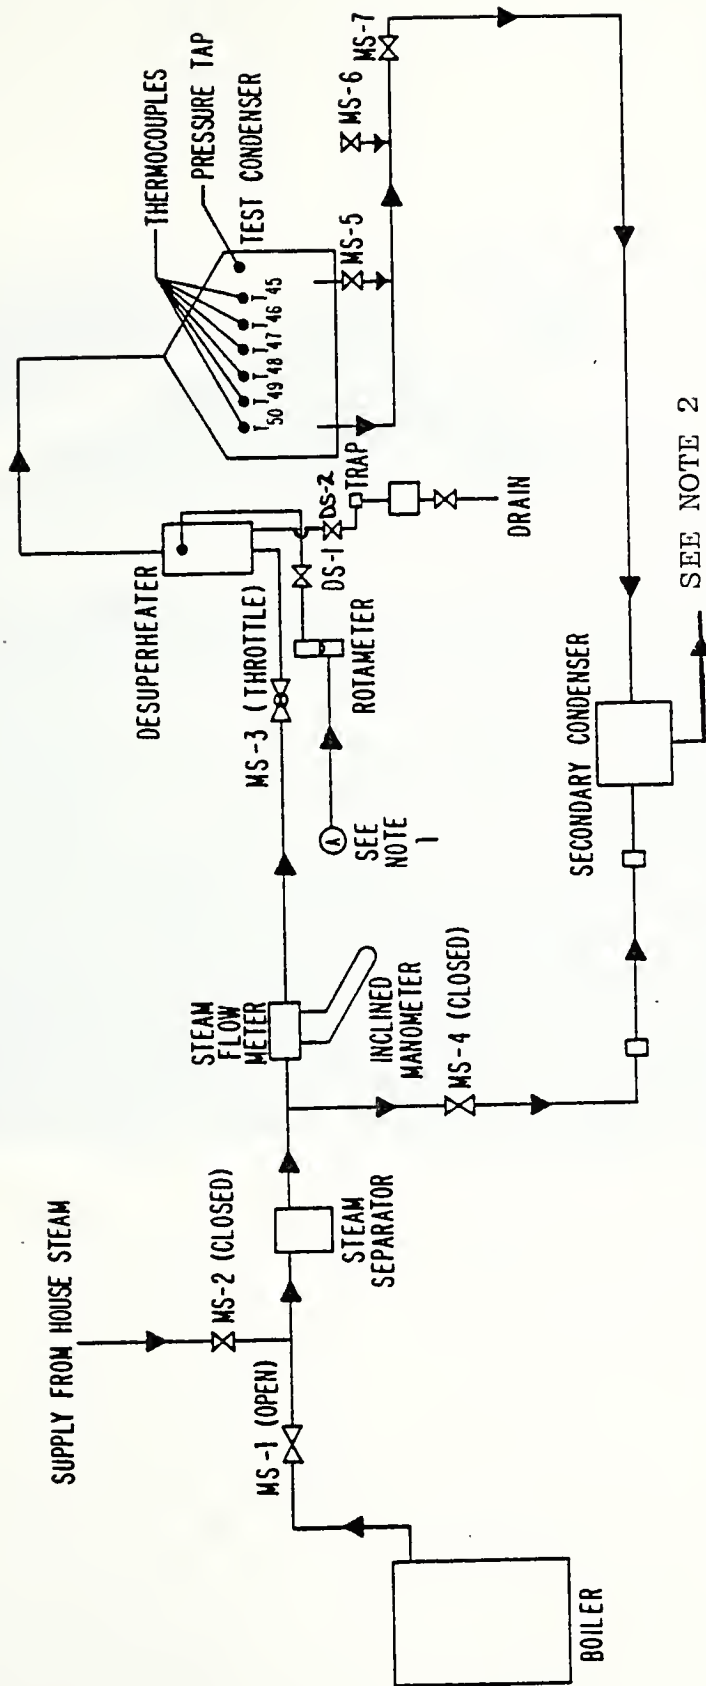 SUPPLY FROM HOUSE STEAM
MS-2 (CLOSED)
MS-1 (OPEN)
BOILER
STEAM
SEPARATOR
STEAM
FLOW
METER
INCLINED
MANOMETER
MS-4 (CLOSED)
MS-3 (THROTTLE)
DESUPERHEATER
A
SEE
NOTE
1
ROTAMETER
DS-1
DS-2
TRAP
DRAIN
THERMOCOUPLES
PRESSURE TAP
TEST CONDENSER
T50 T49 T48 T47 T46 T45
MS-5
MS-6
MS-7
SECONDARY CONDENSER
SEE NOTE 2